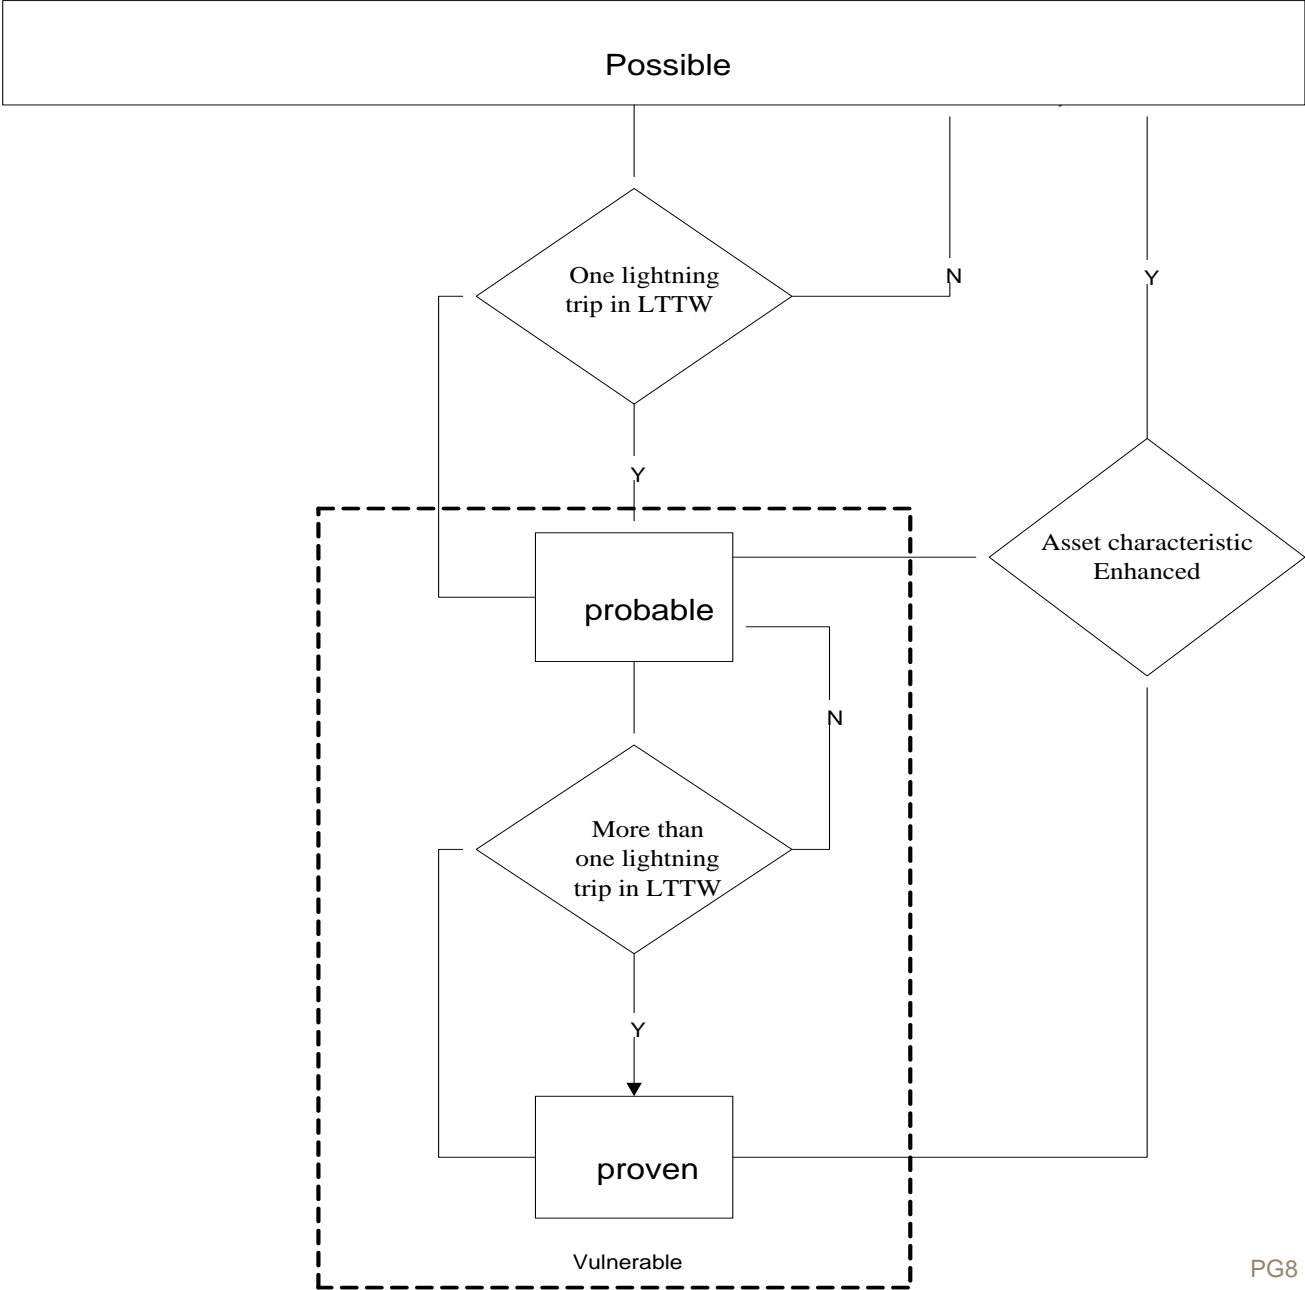 Possible
One lightning
trip in LTTW
N
Y
Y
Asset characteristic
Enhanced
probable
N
More than
one lightning
trip in LTTW
Y
proven
Vulnerable
PG8